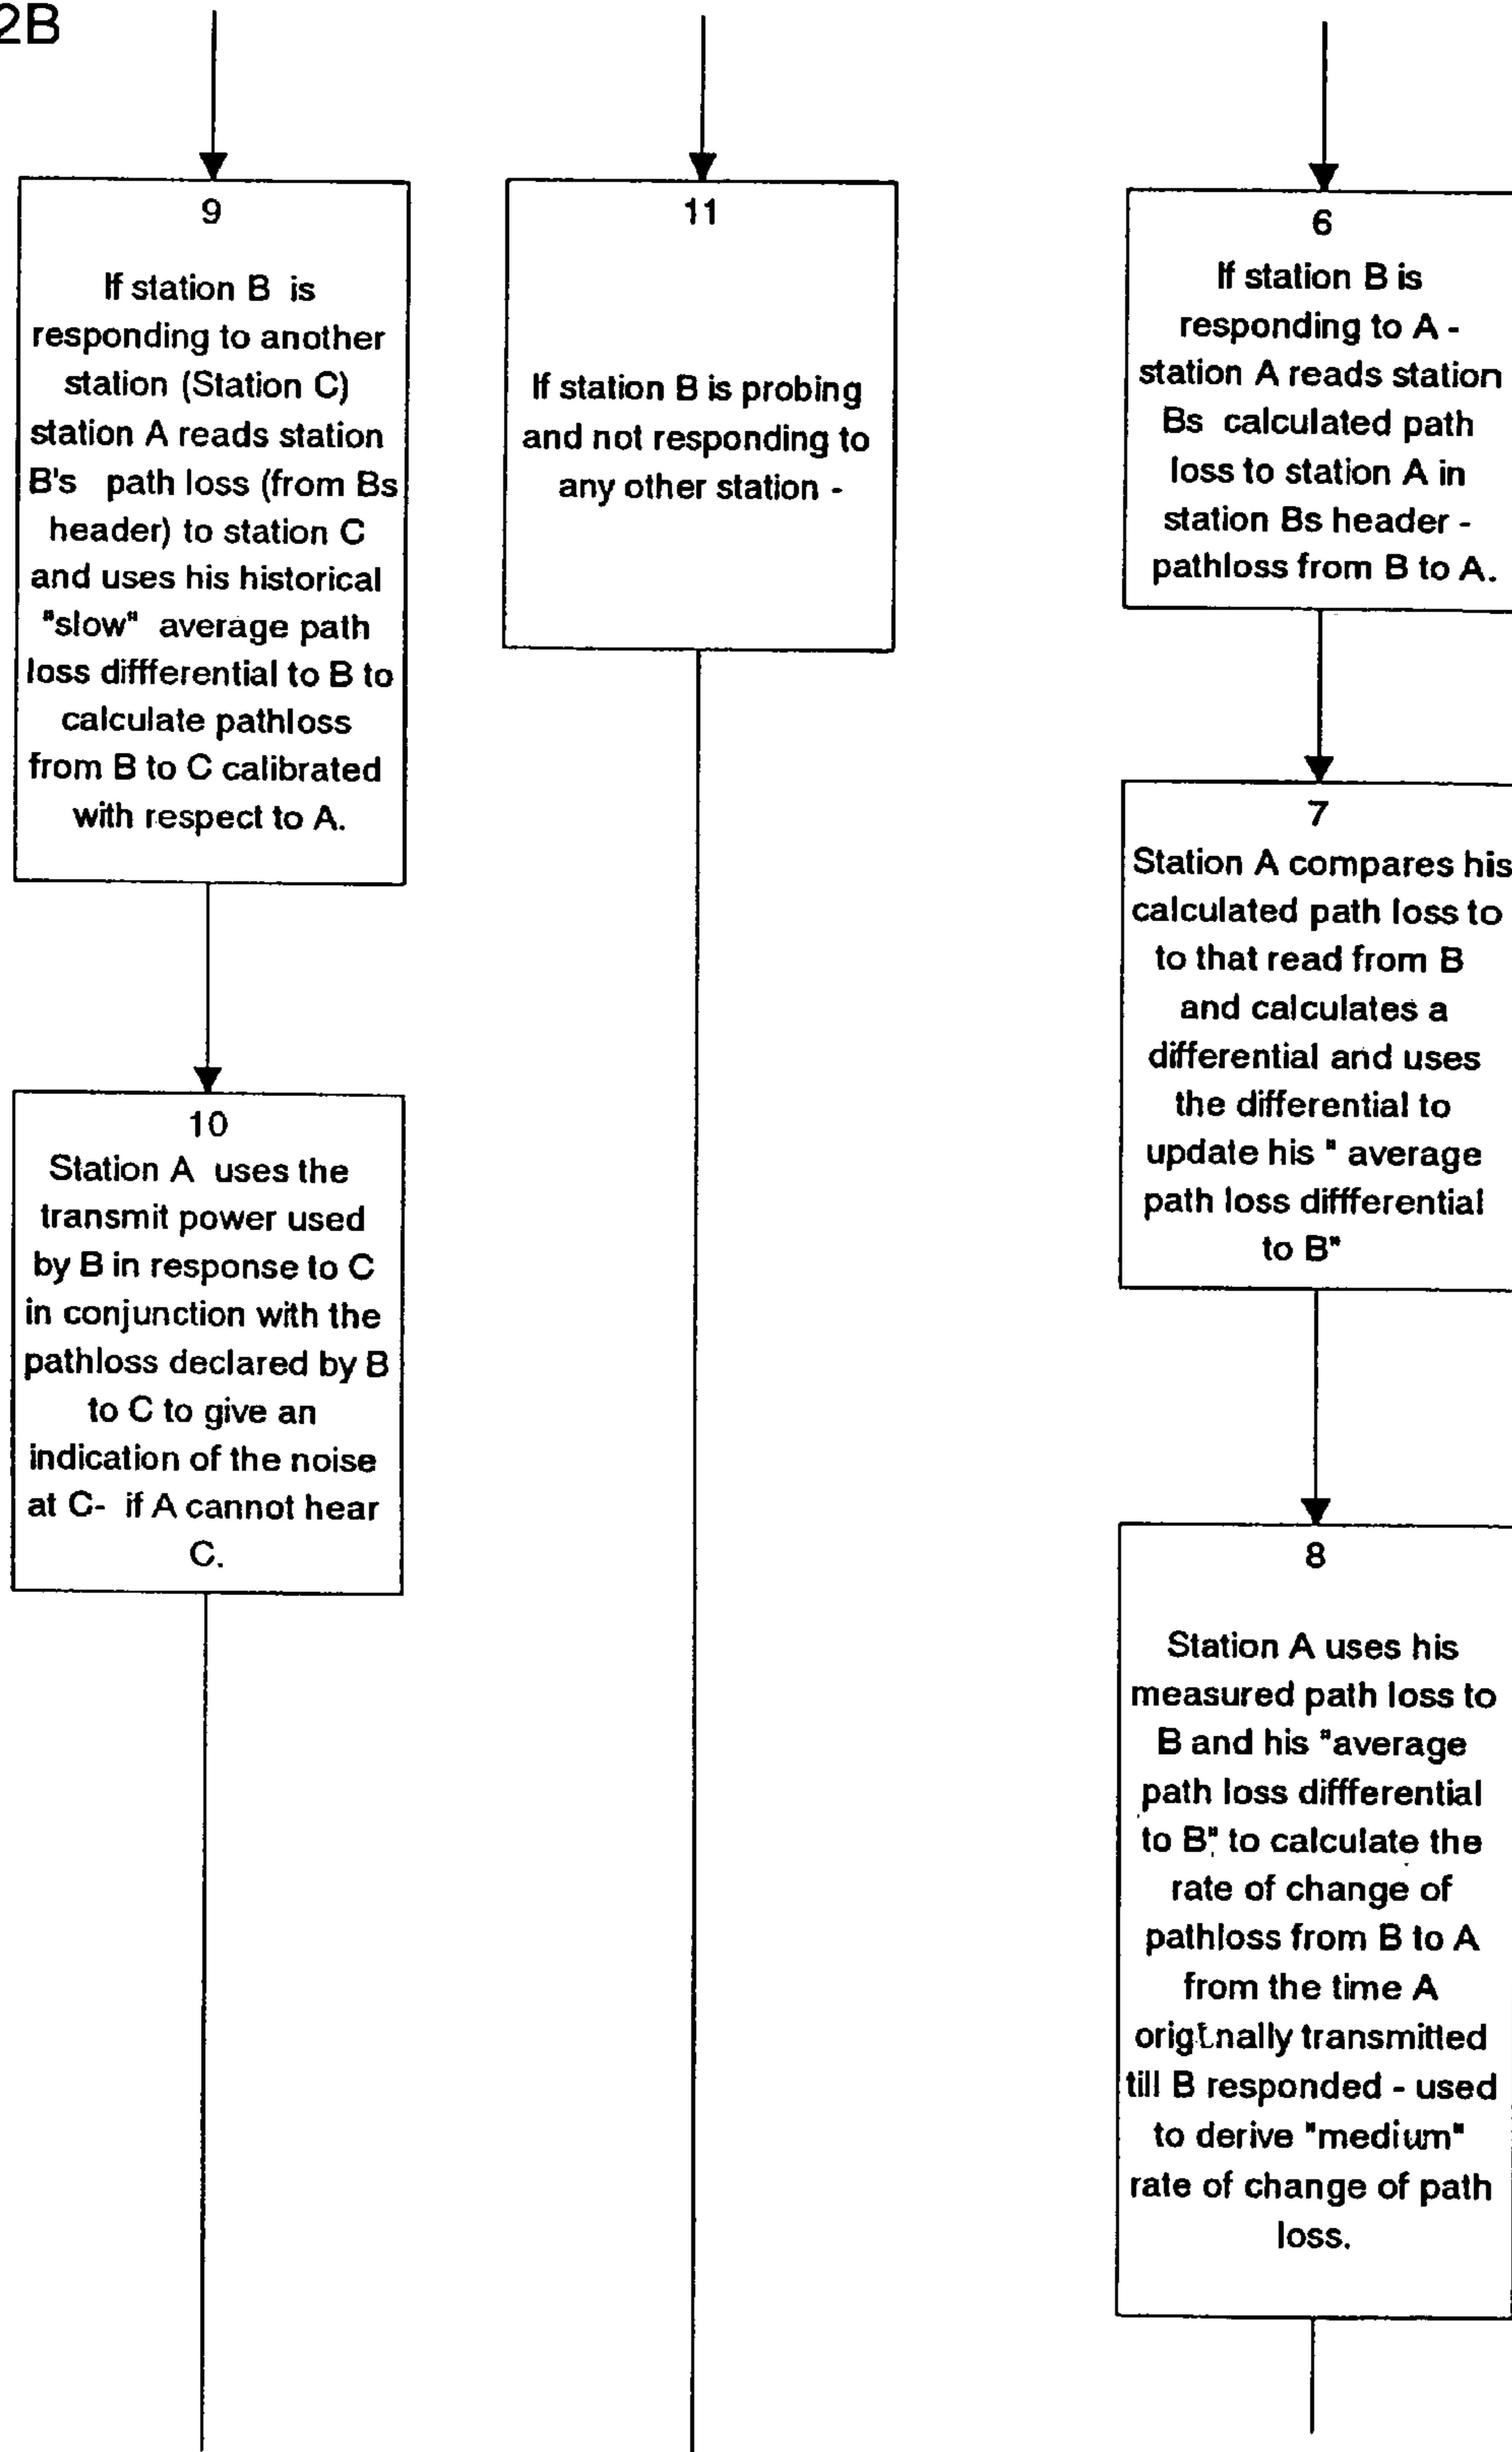 2B
9
If station B is
responding to another
station (Station C)
station A reads station
B's path loss (from Bs
header) to station C
and uses his historical
"slow" average path
loss diffferential to B to
calculate pathloss
from B to C calibrated
with respect to A.
10
Station A uses the
transmit power used
by B in response to C
in conjunction with the
pathloss declared by B
to C to give an
indication of the noise
at C- if A cannot hear
C.
11
If station B is probing
and not responding to
any other station -
6
If station B is
responding to A -
station A reads station
Bs calculated path
loss to station A in
station Bs header -
pathloss from B to A.
7
Station A compares his
calculated path loss to
to that read from B
and calculates a
differential and uses
the differential to
update his " average
path loss diffferential
to B"
8
Station A uses his
measured path loss to
B and his "average
path loss diffferential
to B" to calculate the
rate of change of
pathloss from B to A
from the time A
originally transmitted
till B responded - used
to derive "medium"
rate of change of path
loss.